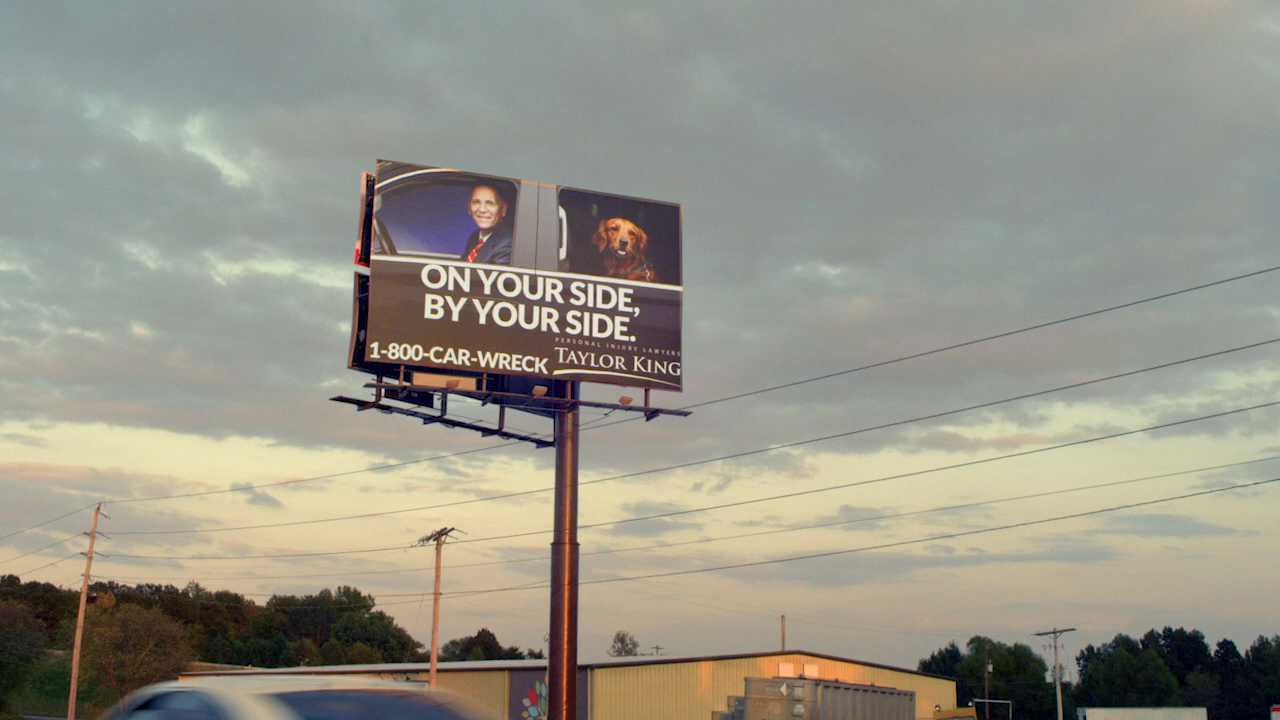 ON YOUR SIDE,
BY YOUR SIDE.
PERSONAL INJURY LAWYERS
1-800-CAR-WRECK TAYLOR KING